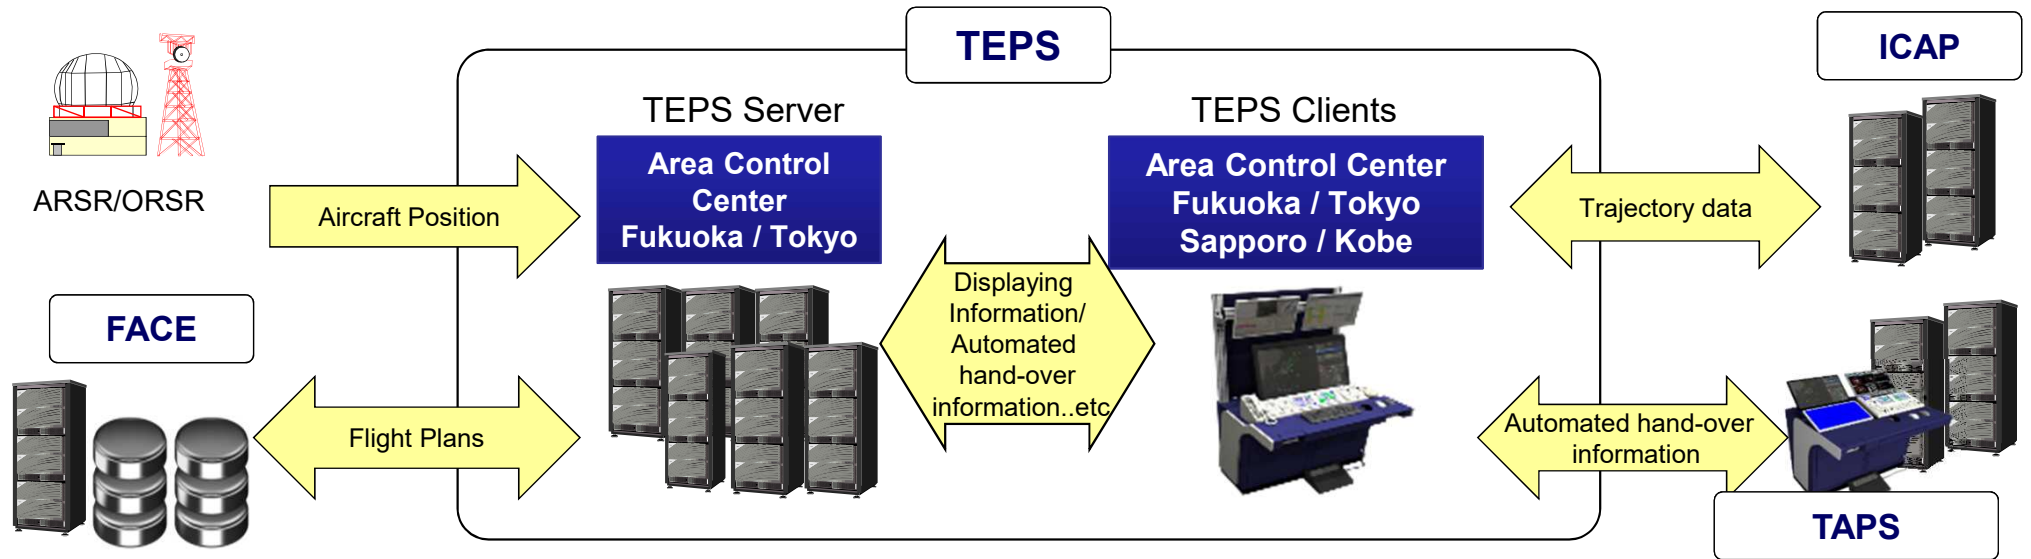 TEPS
ICAP
TEPS Server
TEPS Clients
Area Control
Center
Fukuoka / Tokyo
Area Control Center
Fukuoka / Tokyo
Sapporo / Kobe
ARSR/ORSR
Aircraft Position
Trajectory data
FACE
Displaying
Information/
Automated
hand-over
information..etc
Flight Plans
Automated hand-over
information
TAPS